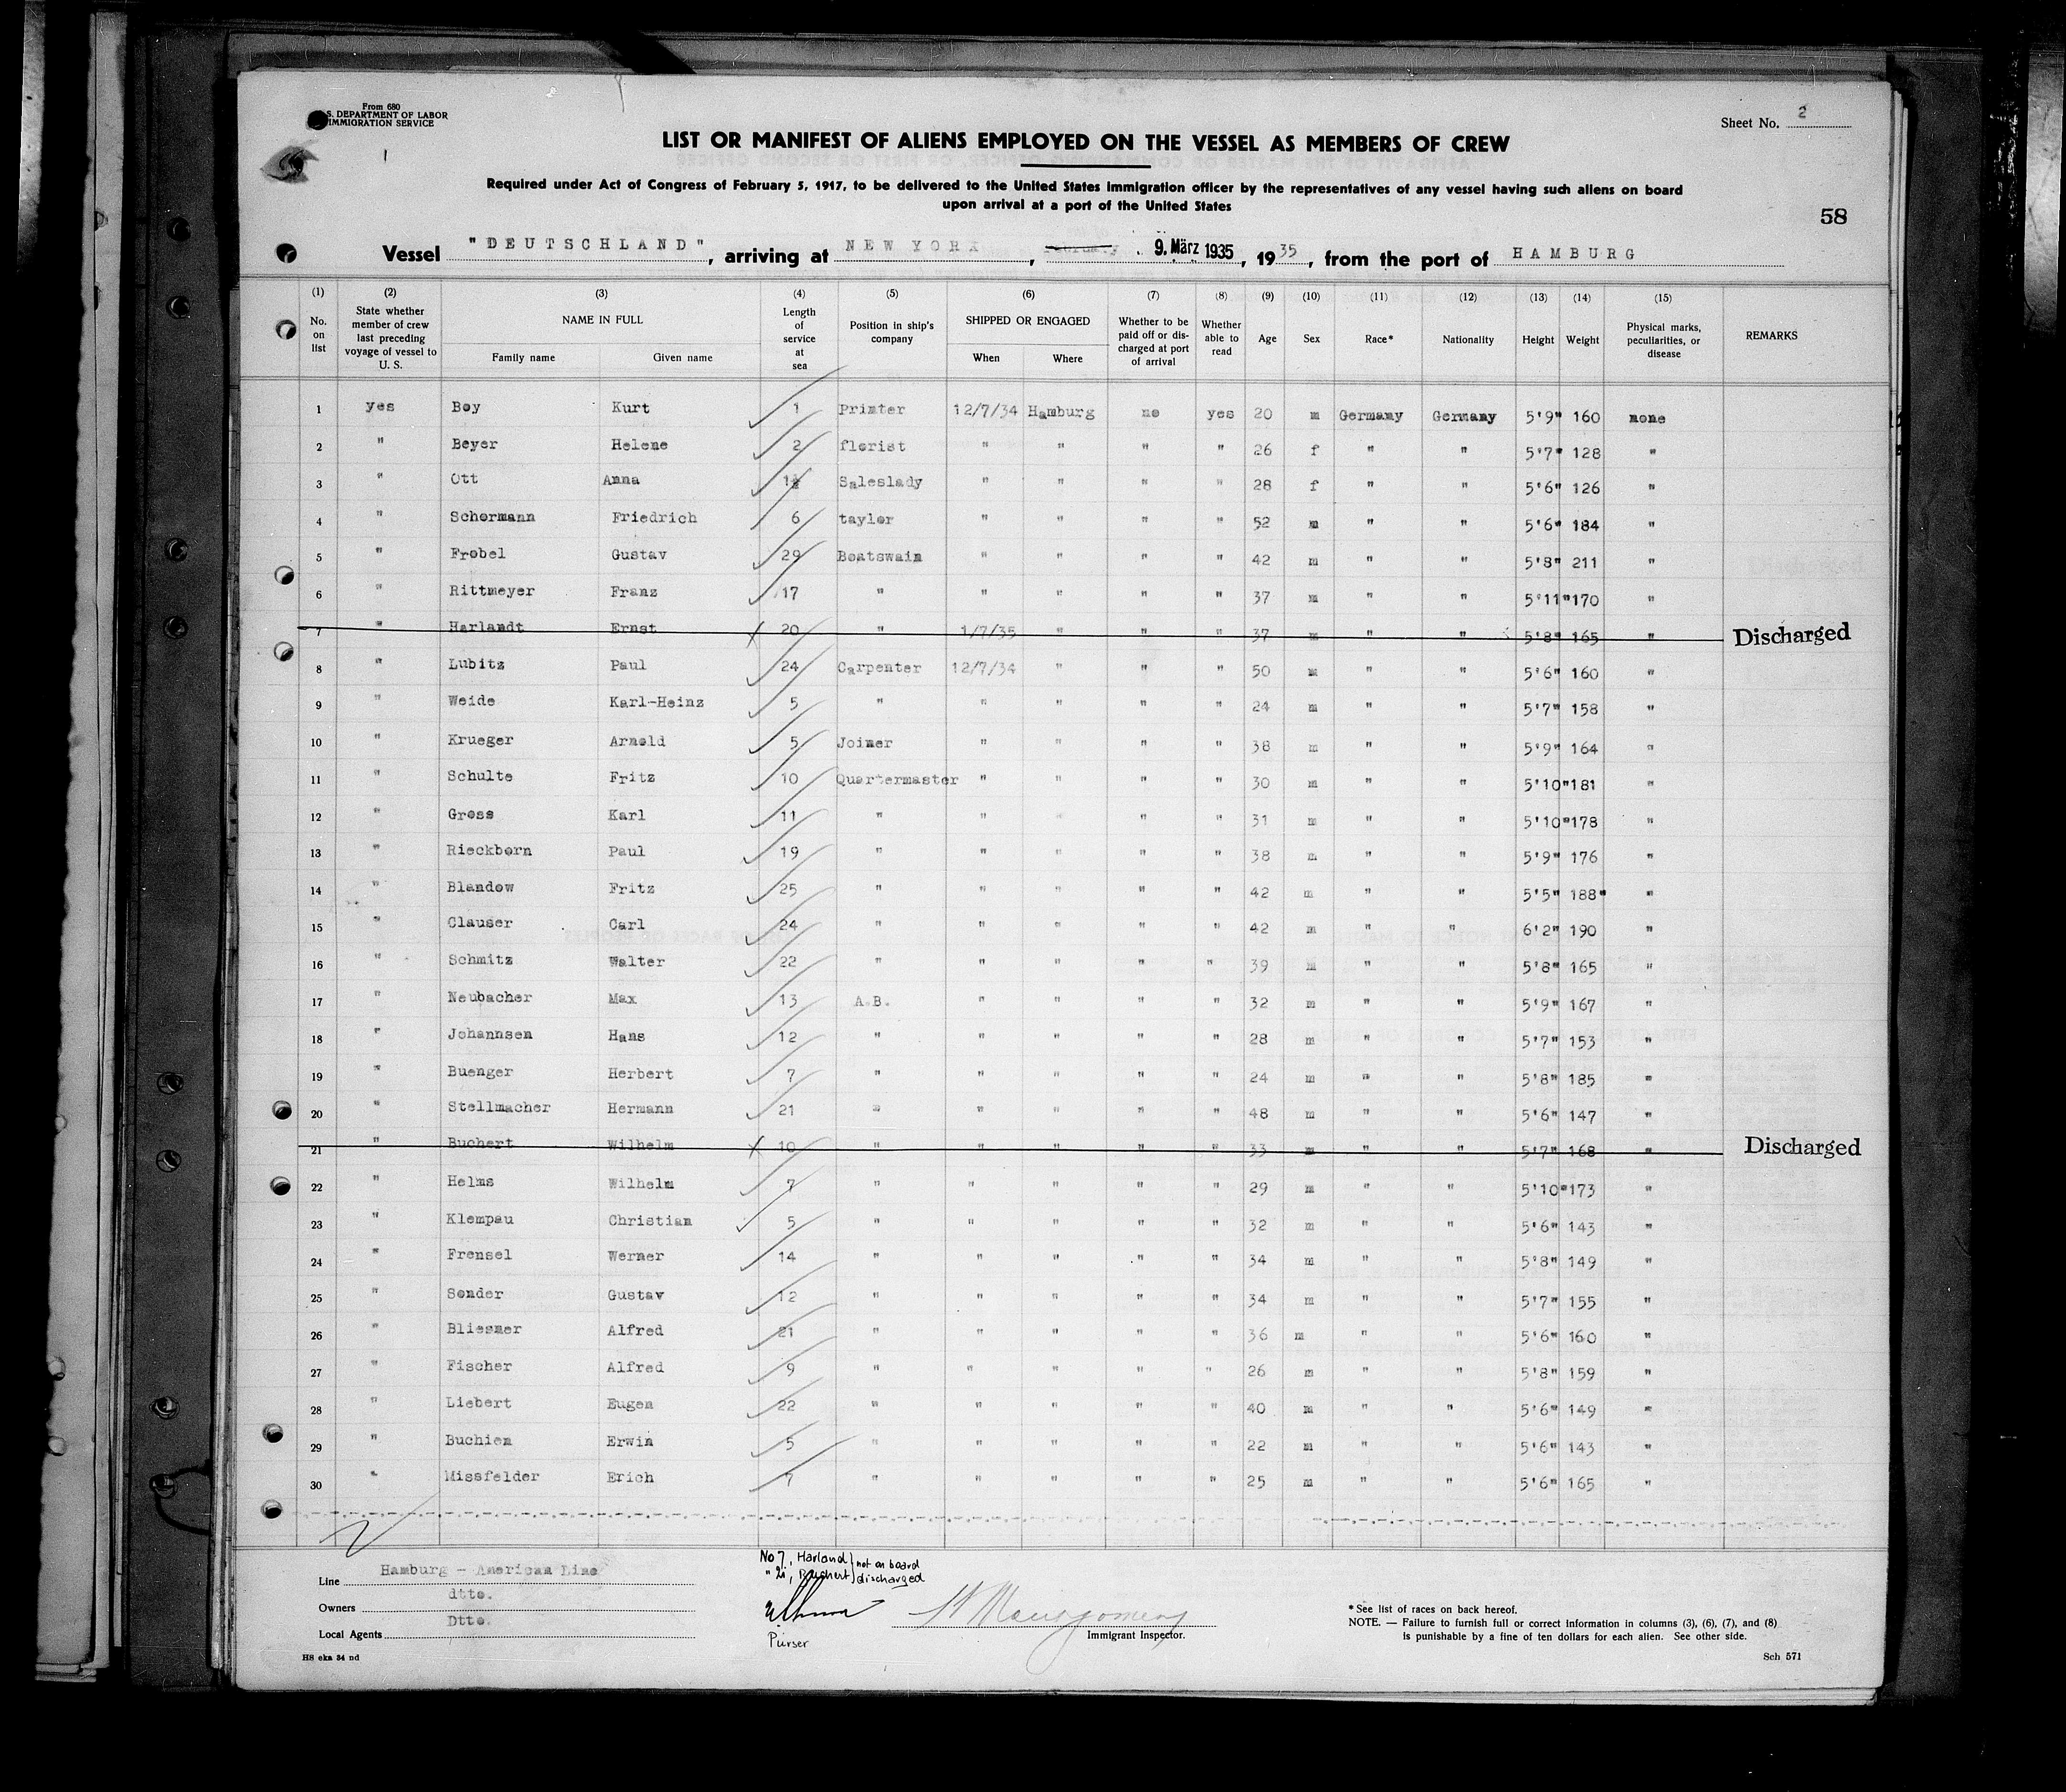 From 680
S. DEPARTMENT OF LABOR
IMMIGRATION SERVICE
Sheet No. 2
LIST OR MANIFEST OF ALIENS EMPLOYED ON THE VESSEL AS MEMBERS OF CREW
Required under Act of Congress of February 5, 1917, to be delivered to the United States Immigration officer by the representatives of any vessel having such aliens on board
upon arrival at a port of the United States
58
Vessel "DEUTSCHLAND", arriving at NEW YORK, February 9. März 1935, 1935, from the port of HAMBURG
(1) (2) (3) (4) (5) (6) (7) (8) (9) (10) (11) (12) (13) (14) (15)
No. on list State whether member of crew last preceding voyage of vessel to U. S. NAME IN FULL Family name Given name Length of service at sea Position in ship's company SHIPPED OR ENGAGED When Where Whether to be paid off or discharged at port of arrival Whether able to read Age Sex Race* Nationality Height Weight Physical marks, peculiarities, or disease REMARKS
1 yes Boy Kurt 1 Printer 12/7/34 Hamburg no yes 20 m Germany Germany 5'9" 160 none
2 " Beyer Helene 2 florist " " " " 26 f " " 5'7" 128 "
3 " Ott Anna 1½ Saleslady " " " " 28 f " " 5'6" 126 "
4 " Schormann Friedrich 6 taylor " " " " 52 m " " 5'6" 184 "
5 " Frobel Gustav 29 Boatswain " " " " 42 m " " 5'8" 211 "
6 " Rittmeyer Franz 17 " " " " " 37 m " " 5'11" 170 "
7 " Harlandt Ernst 20 " 1/7/35 " " " 37 m " " 5'8" 165 " Discharged
8 " Lubitz Paul 24 Carpenter 12/7/34 " " " 50 m " " 5'6" 160 "
9 " Weide Karl-Heinz 5 " " " " " 24 m " " 5'7" 158 "
10 " Krueger Arnold 5 Joiner " " " " 38 m " " 5'9" 164 "
11 " Schulte Fritz 10 Quartermaster " " " " 30 m " " 5'10" 181 "
12 " Gross Karl 11 " " " " " 31 m " " 5'10" 178 "
13 " Rieckborn Paul 19 " " " " " 38 m " " 5'9" 176 "
14 " Blandow Fritz 25 " " " " " 42 m " " 5'5" 188" "
15 " Clauser Carl 24 " " " " " 42 m " " 6'2" 190 "
16 " Schmitz Walter 22 " " " " " 39 m " " 5'8" 165 "
17 " Neubacher Max 13 A.B. " " " " 32 m " " 5'9" 167 "
18 " Johannsen Hans 12 " " " " " 28 m " " 5'7" 153 "
19 " Buenger Herbert 7 " " " " " 24 m " " 5'8" 185 "
20 " Stellmacher Hermann 21 " " " " " 48 m " " 5'6" 147 "
21 " Buchert Wilhelm 10 " " " " " 33 m " " 5'7" 168 " Discharged
22 " Helms Wilhelm 7 " " " " " 29 m " " 5'10" 173 "
23 " Klempau Christian 5 " " " " " 32 m " " 5'6" 143 "
24 " Frensel Werner 14 " " " " " 34 m " " 5'8" 149 "
25 " Sonder Gustav 12 " " " " " 34 m " " 5'7" 155 "
26 " Bliesmer Alfred 21 " " " " " 36 m " " 5'6" 160 "
27 " Fischer Alfred 9 " " " " " 26 m " " 5'8" 159 "
28 " Liebert Eugen 22 " " " " " 40 m " " 5'6" 149 "
29 " Buchien Erwin 5 " " " " " 22 m " " 5'6" 143 "
30 " Missfelder Erich 7 " " " " " 25 m " " 5'6" 165 "
No 7, Harland } not on board
" 21, Buchert } discharged
Line Hamburg - American Line
Owners dtto.
Local Agents Dtto.
Purser
H Montgomery
Immigrant Inspector.
* See list of races on back hereof.
NOTE. — Failure to furnish full or correct information in columns (3), (6), (7), and (8)
is punishable by a fine of ten dollars for each alien. See other side.
H8 eka 34 nd
Sch 571